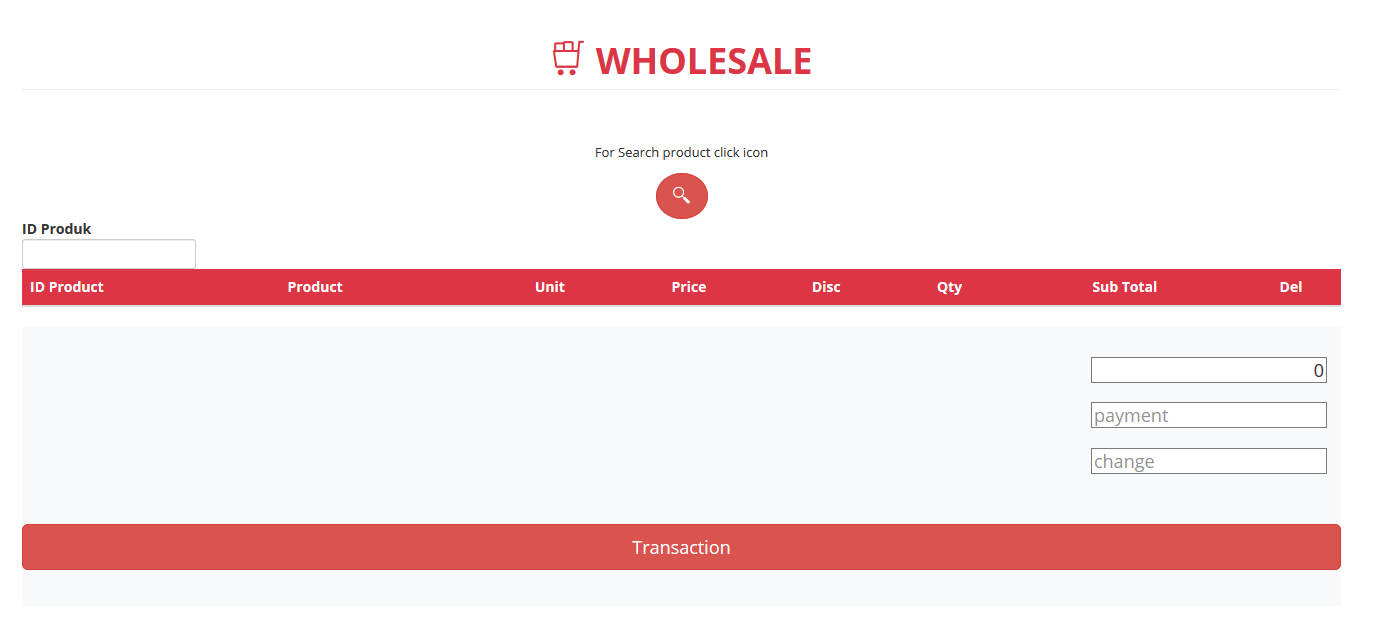 WHOLESALE
For Search product click icon
ID Produk
ID Product Product Unit Price Disc Qty Sub Total Del
0
payment
change
Transaction